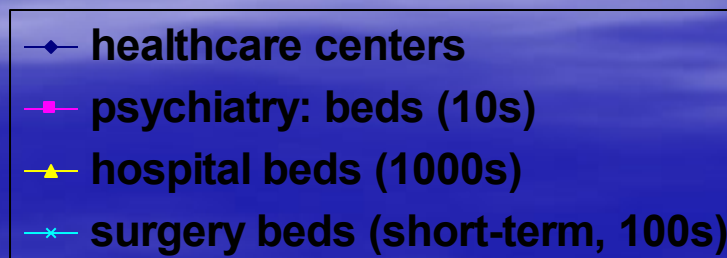 healthcare centers
psychiatry: beds (10s)
hospital beds (1000s)
surgery beds (short-term, 100s)